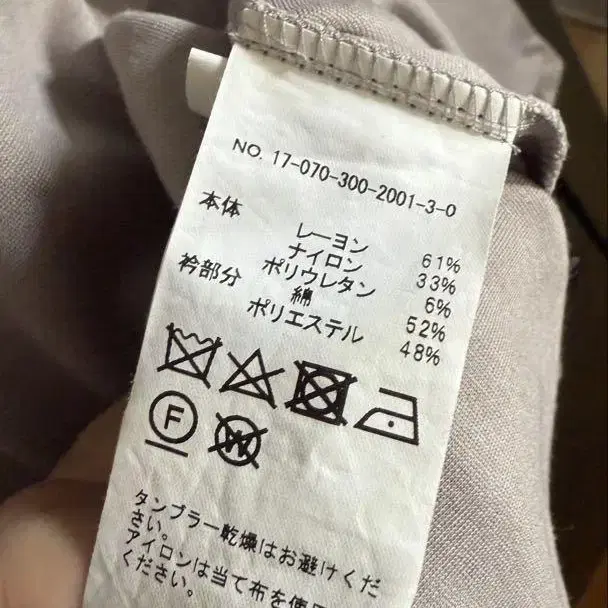 NO. 17-070-300-2001-3-0
本体 レーヨン 61%
ナイロン 33%
ポリウレタン 6%
衿部分 綿 52%
ポリエステル 48%
F
W
タンブラー乾燥はお避けくだ
さい。
アイロンは当て布を使用
ください。